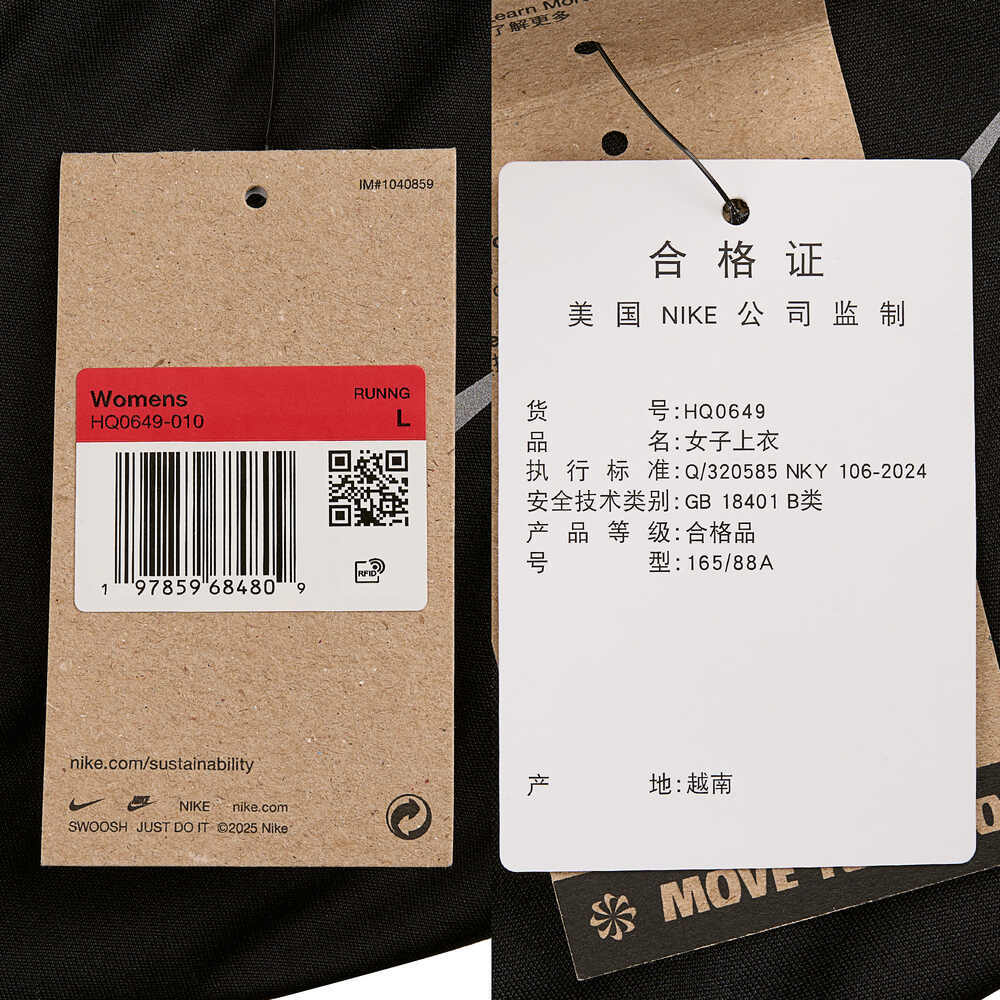 IM#1040859
Womens
RUNNG
HQ0649-010
L
RFID
1 97859 68480 9
nike.com/sustainability
NIKE nike.com
SWOOSH JUST DO IT ©2025 Nike
Learn More
了解更多
合格证
美国 NIKE 公司监制
货号:HQ0649
品名:女子上衣
执行标准:Q/320585 NKY 106-2024
安全技术类别:GB 18401 B类
产品等级:合格品
号型:165/88A
产地:越南
MOVE